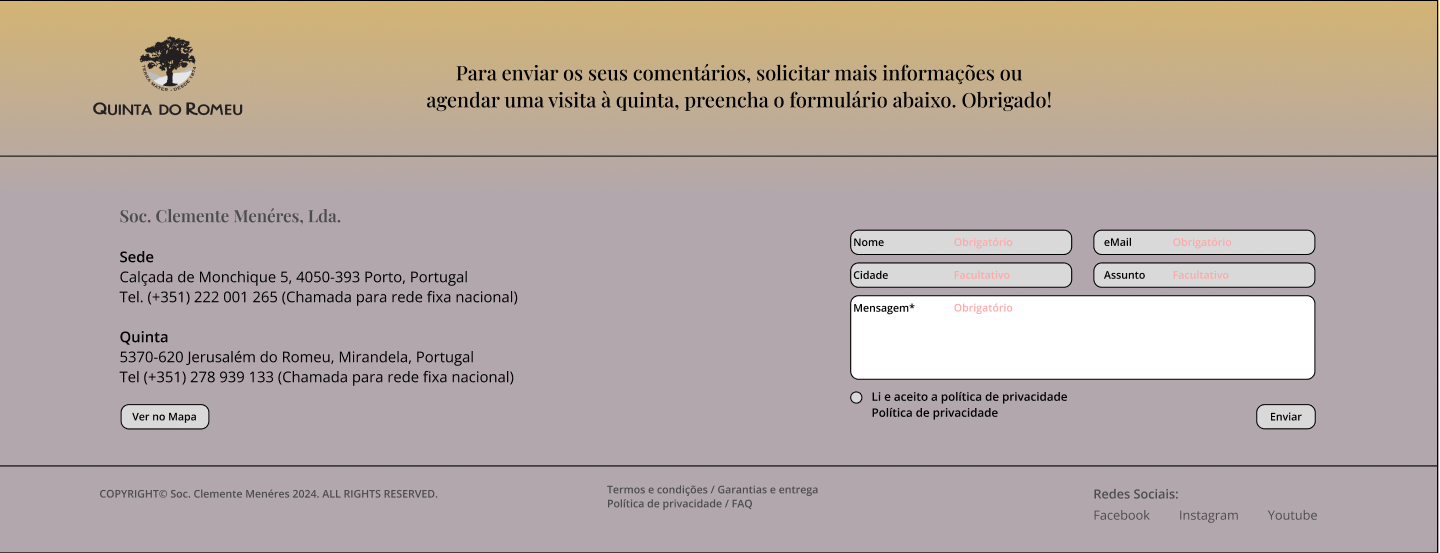 QUINTA DO ROMEU
Para enviar os seus comentários, solicitar mais informações ou
agendar uma visita à quinta, preencha o formulário abaixo. Obrigado!
Soc. Clemente Menéres, Lda.
Sede
Calçada de Monchique 5, 4050-393 Porto, Portugal
Tel. (+351) 222 001 265 (Chamada para rede fixa nacional)
Quinta
5370-620 Jerusalém do Romeu, Mirandela, Portugal
Tel (+351) 278 939 133 (Chamada para rede fixa nacional)
Ver no Mapa
Nome Obrigatório
eMail Obrigatório
Cidade Facultativo
Assunto Facultativo
Mensagem* Obrigatório
Li e aceito a política de privacidade
Política de privacidade
Enviar
COPYRIGHT© Soc. Clemente Menéres 2024. ALL RIGHTS RESERVED.
Termos e condições / Garantias e entrega
Política de privacidade / FAQ
Redes Sociais:
Facebook Instagram Youtube